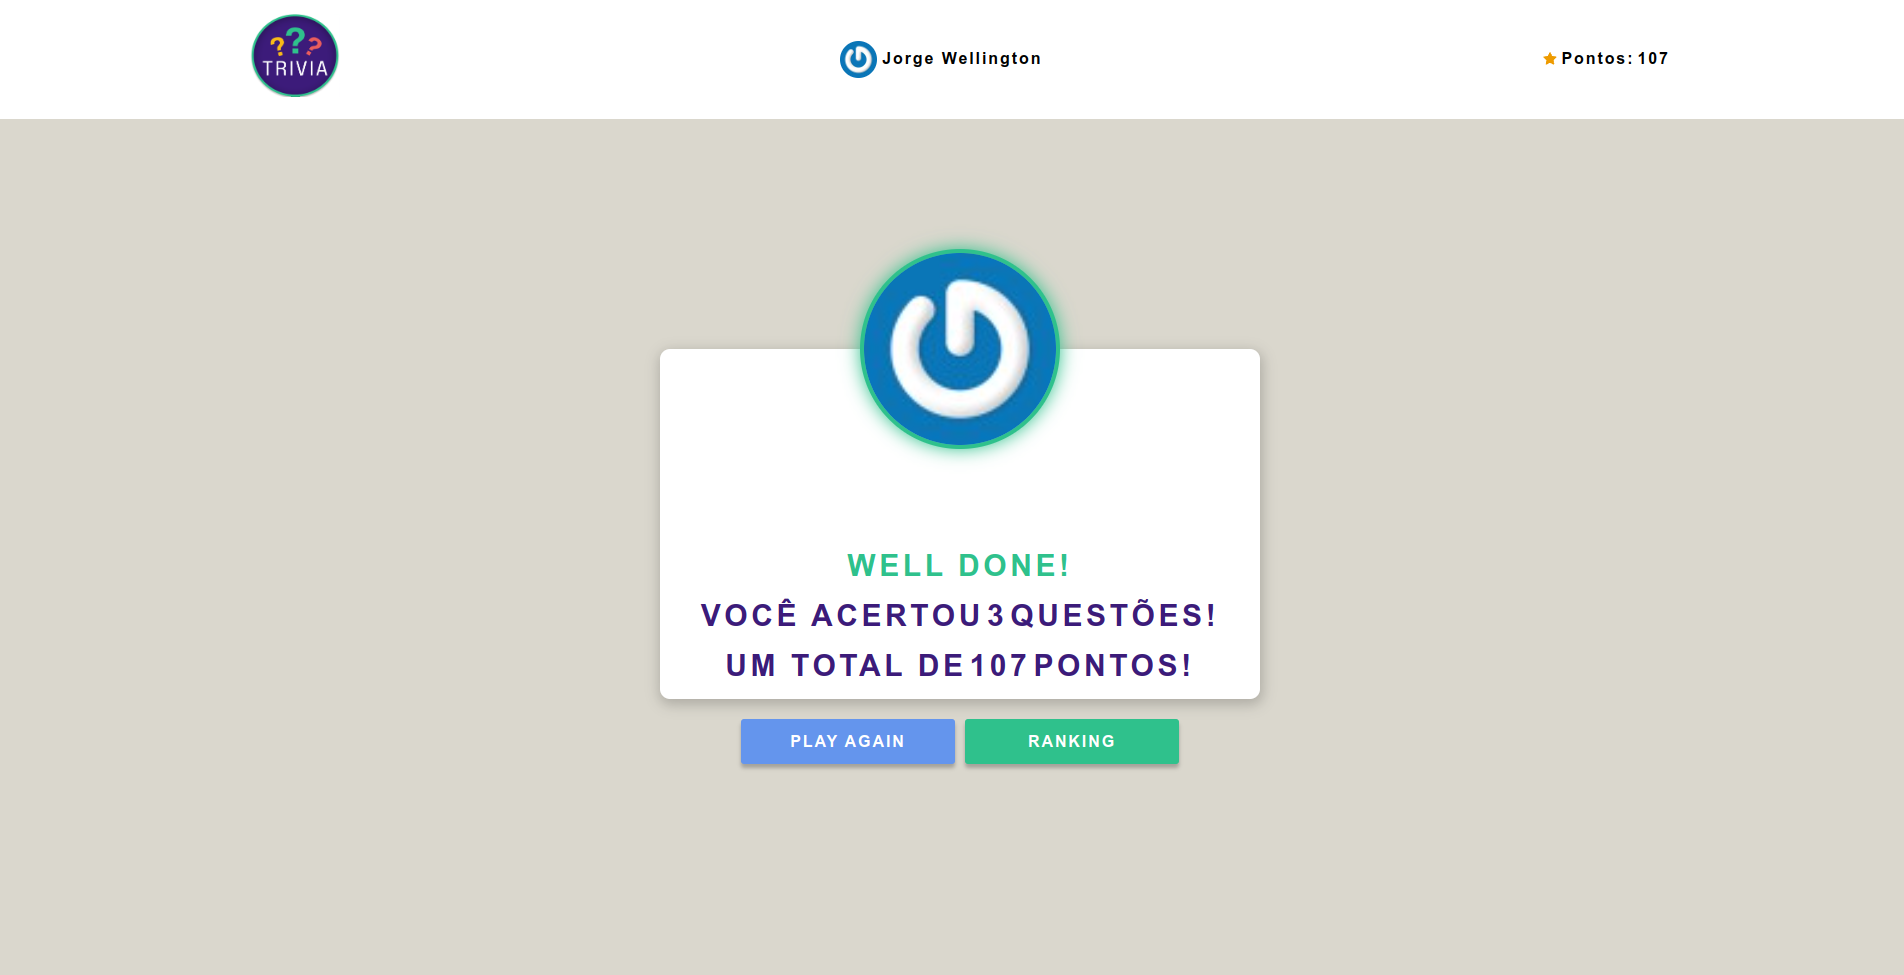 ???
TRIVIA
Jorge Wellington
Pontos: 107
WELL DONE!
VOCÊ ACERTOU 3 QUESTÕES!
UM TOTAL DE 107 PONTOS!
PLAY AGAIN
RANKING